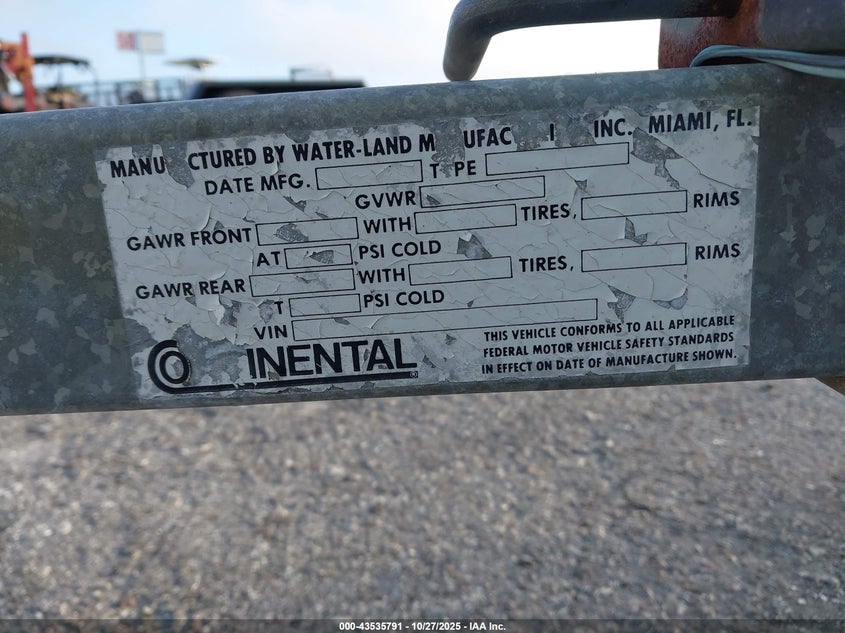 MANU CTURED BY WATER-LAND M UFAC I INC. MIAMI, FL.
DATE MFG. T PE
GVWR
GAWR FRONT WITH TIRES, RIMS
AT PSI COLD
GAWR REAR WITH TIRES, RIMS
T PSI COLD
VIN
CO INENTAL ®
THIS VEHICLE CONFORMS TO ALL APPLICABLE
FEDERAL MOTOR VEHICLE SAFETY STANDARDS
IN EFFECT ON DATE OF MANUFACTURE SHOWN.
000-43535791 - 10/27/2025 - IAA Inc.